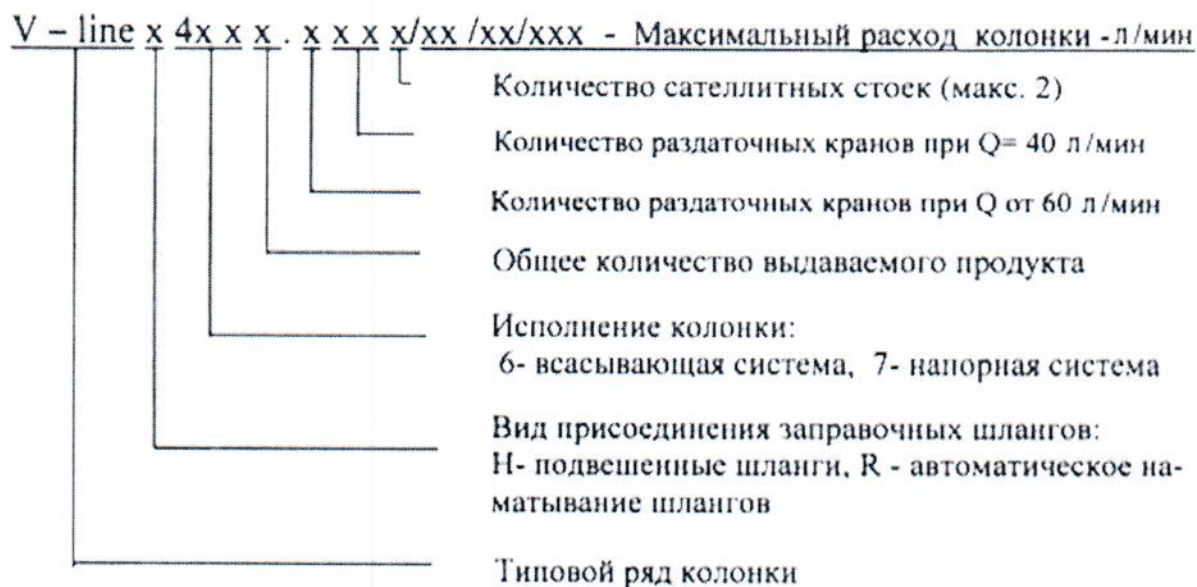 V – line x 4x x x . x x x x/xx /xx/xxx - Максимальный расход колонки -л/мин
Количество сателлитных стоек (макс. 2)
Количество раздаточных кранов при Q= 40 л/мин
Количество раздаточных кранов при Q от 60 л/мин
Общее количество выдаваемого продукта
Исполнение колонки:
6- всасывающая система, 7- напорная система
Вид присоединения заправочных шлангов:
Н- подвешенные шланги, R - автоматическое на-
матывание шлангов
Типовой ряд колонки